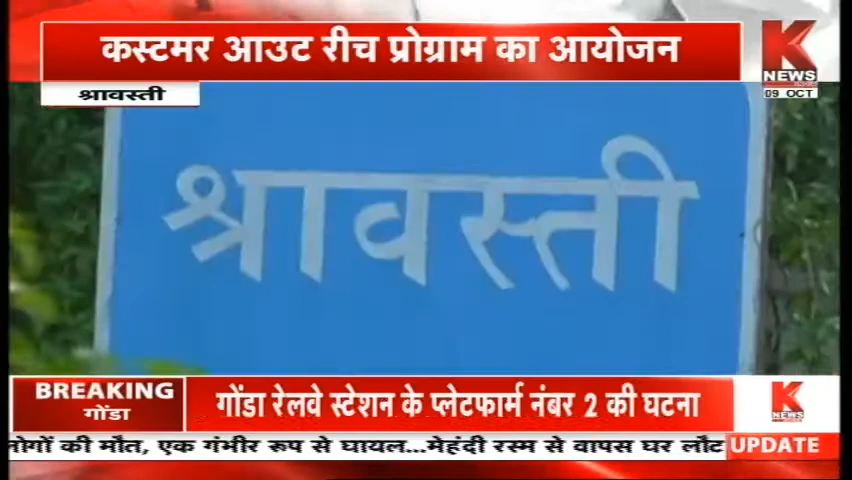 कस्टमर आउट रीच प्रोग्राम का आयोजन
K
NEWS
09 OCT
श्रावस्ती
श्रावस्ती
BREAKING
गोंडा
गोंडा रेलवे स्टेशन के प्लेटफार्म नंबर 2 की घटना
K
NEWS
लोगों की मौत, एक गंभीर रूप से घायल...मेहंदी रस्म से वापस घर लौट
UPDATE